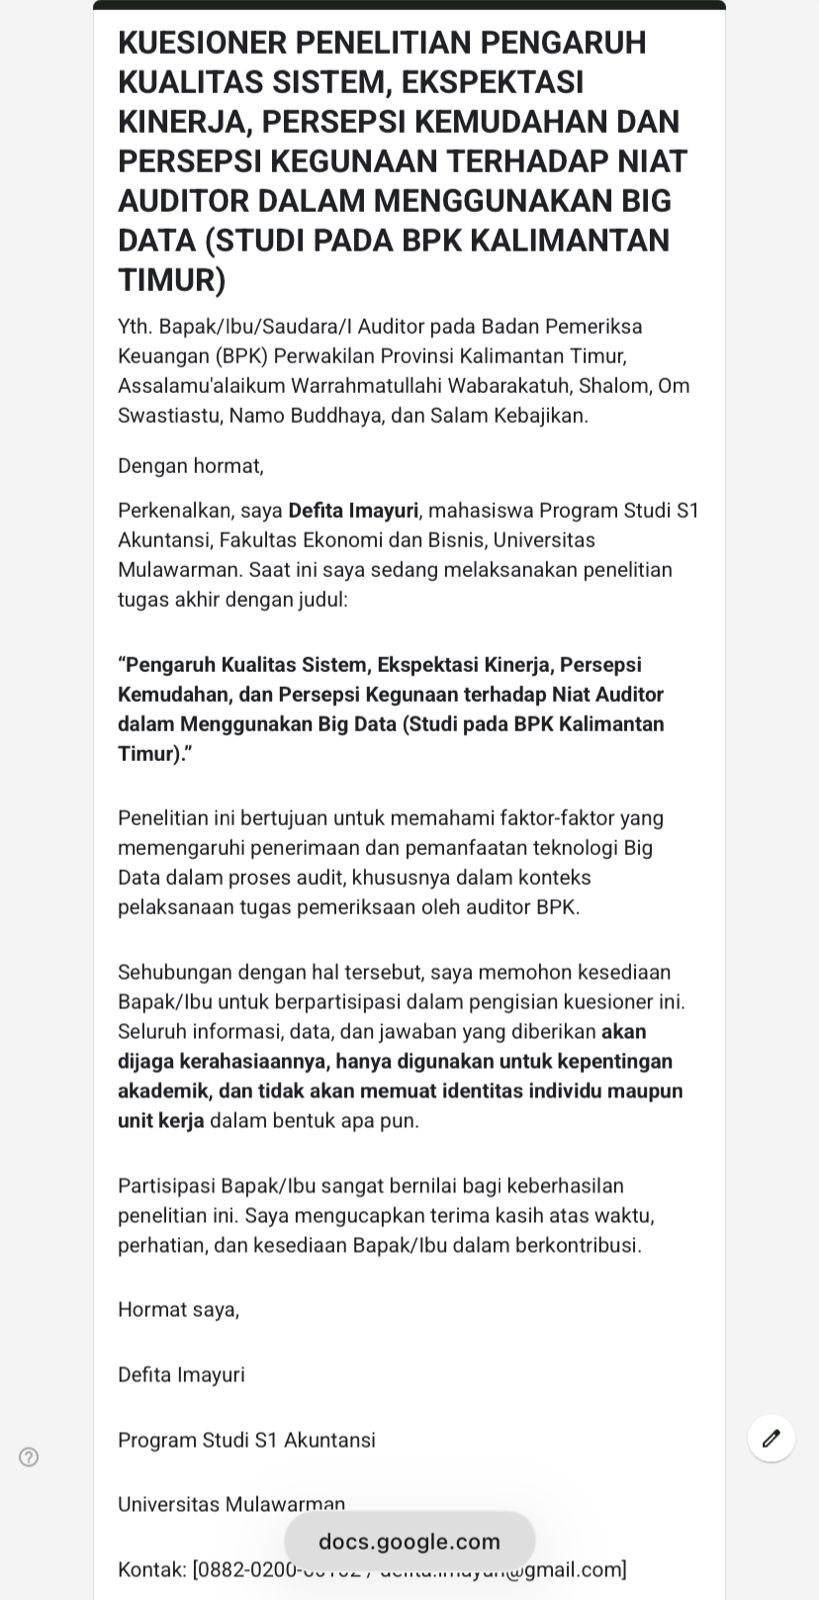 KUESIONER PENELITIAN PENGARUH
KUALITAS SISTEM, EKSPEKTASI
KINERJA, PERSEPSI KEMUDAHAN DAN
PERSEPSI KEGUNAAN TERHADAP NIAT
AUDITOR DALAM MENGGUNAKAN BIG
DATA (STUDI PADA BPK KALIMANTAN
TIMUR)
Yth. Bapak/Ibu/Saudara/I Auditor pada Badan Pemeriksa
Keuangan (BPK) Perwakilan Provinsi Kalimantan Timur,
Assalamu'alaikum Warrahmatullahi Wabarakatuh, Shalom, Om
Swastiastu, Namo Buddhaya, dan Salam Kebajikan.
Dengan hormat,
Perkenalkan, saya Defita Imayuri, mahasiswa Program Studi S1
Akuntansi, Fakultas Ekonomi dan Bisnis, Universitas
Mulawarman. Saat ini saya sedang melaksanakan penelitian
tugas akhir dengan judul:
“Pengaruh Kualitas Sistem, Ekspektasi Kinerja, Persepsi
Kemudahan, dan Persepsi Kegunaan terhadap Niat Auditor
dalam Menggunakan Big Data (Studi pada BPK Kalimantan
Timur).”
Penelitian ini bertujuan untuk memahami faktor-faktor yang
memengaruhi penerimaan dan pemanfaatan teknologi Big
Data dalam proses audit, khususnya dalam konteks
pelaksanaan tugas pemeriksaan oleh auditor BPK.
Sehubungan dengan hal tersebut, saya memohon kesediaan
Bapak/Ibu untuk berpartisipasi dalam pengisian kuesioner ini.
Seluruh informasi, data, dan jawaban yang diberikan akan
dijaga kerahasiaannya, hanya digunakan untuk kepentingan
akademik, dan tidak akan memuat identitas individu maupun
unit kerja dalam bentuk apa pun.
Partisipasi Bapak/Ibu sangat bernilai bagi keberhasilan
penelitian ini. Saya mengucapkan terima kasih atas waktu,
perhatian, dan kesediaan Bapak/Ibu dalam berkontribusi.
Hormat saya,
Defita Imayuri
Program Studi S1 Akuntansi
Universitas Mulawarman
docs.google.com
Kontak: [0882-0200- @gmail.com]